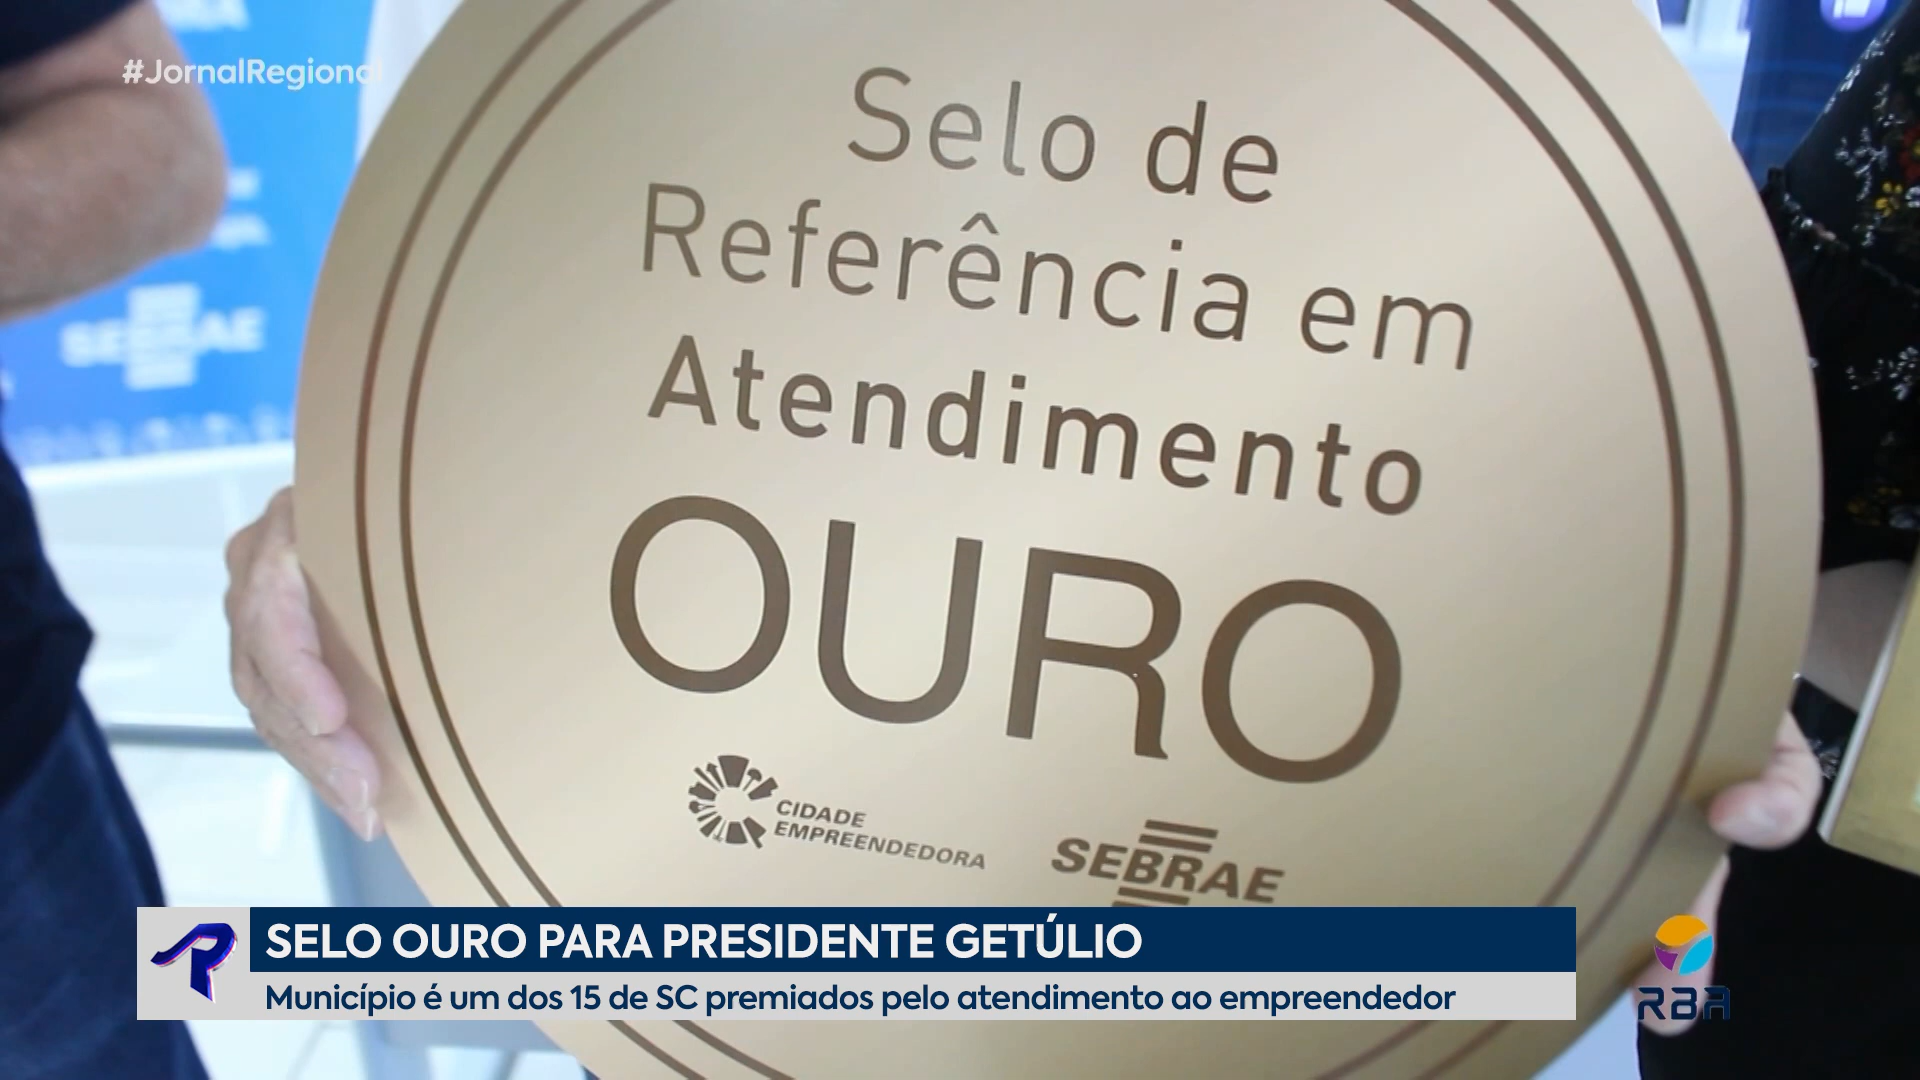 #JornalRegional
SEBRAE
Selo de
Referência em
Atendimento
OURO
CIDADE
EMPREENDEDORA
SEBRAE
SELO OURO PARA PRESIDENTE GETÚLIO
Município é um dos 15 de SC premiados pelo atendimento ao empreendedor
RBA